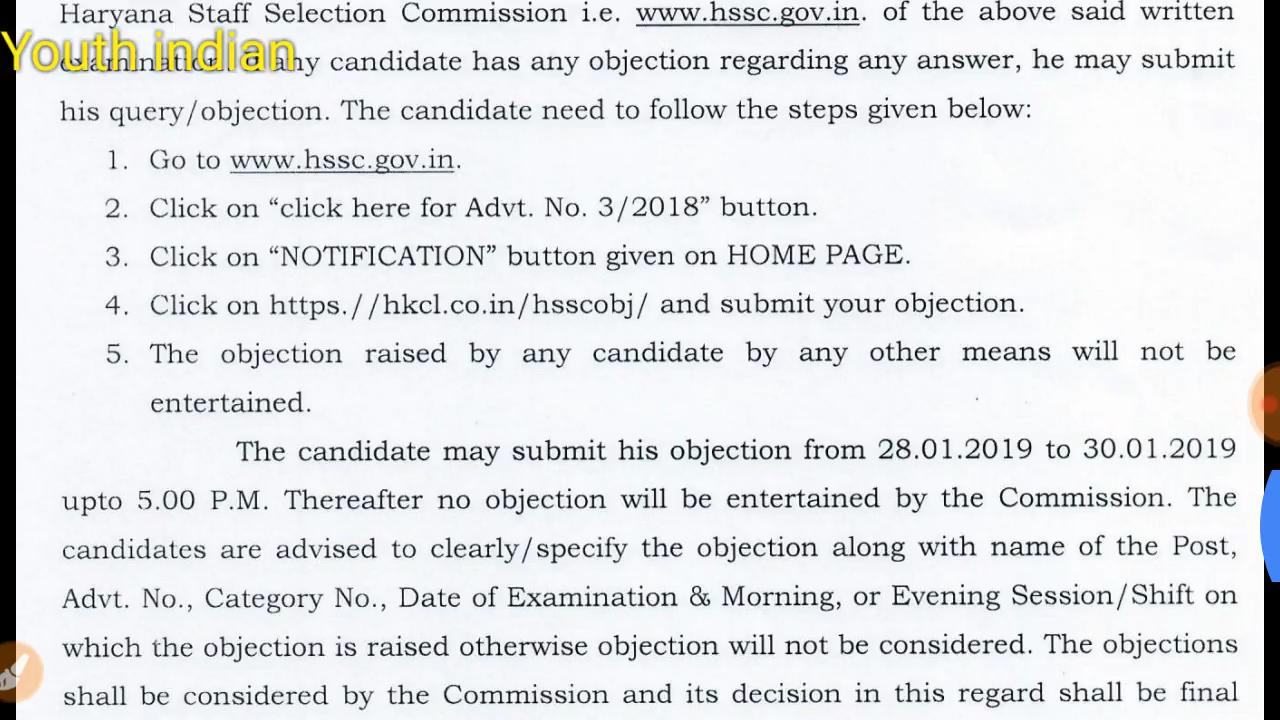 Haryana Staff Selection Commission i.e. www.hssc.gov.in. of the above said written
Youth indian
examination. If any candidate has any objection regarding any answer, he may submit
his query/objection. The candidate need to follow the steps given below:
1. Go to www.hssc.gov.in.
2. Click on “click here for Advt. No. 3/2018” button.
3. Click on “NOTIFICATION” button given on HOME PAGE.
4. Click on https.//hkcl.co.in/hsscobj/ and submit your objection.
5. The objection raised by any candidate by any other means will not be
entertained.
The candidate may submit his objection from 28.01.2019 to 30.01.2019
upto 5.00 P.M. Thereafter no objection will be entertained by the Commission. The
candidates are advised to clearly/specify the objection along with name of the Post,
Advt. No., Category No., Date of Examination & Morning, or Evening Session/Shift on
which the objection is raised otherwise objection will not be considered. The objections
shall be considered by the Commission and its decision in this regard shall be final